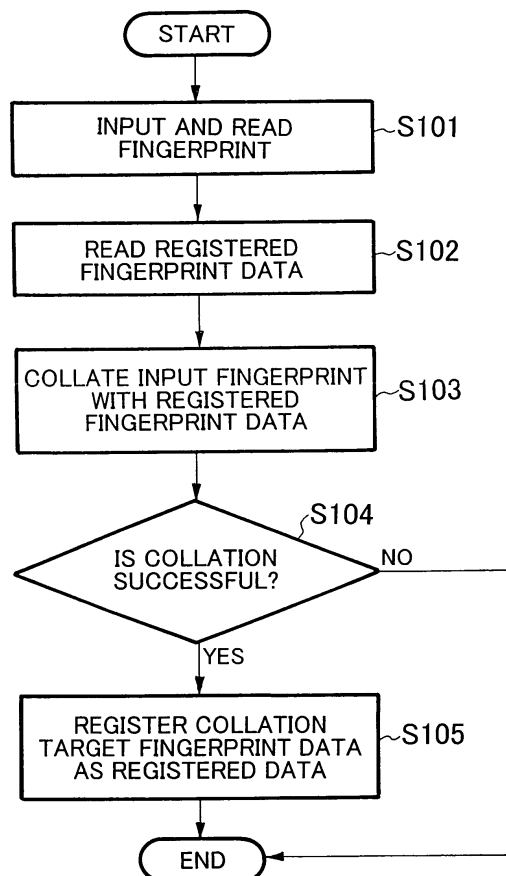 START
INPUT AND READ
FINGERPRINT
S101
READ REGISTERED
FINGERPRINT DATA
S102
COLLATE INPUT FINGERPRINT
WITH REGISTERED
FINGERPRINT DATA
S103
S104
IS COLLATION
SUCCESSFUL?
NO
YES
REGISTER COLLATION
TARGET FINGERPRINT DATA
AS REGISTERED DATA
S105
END